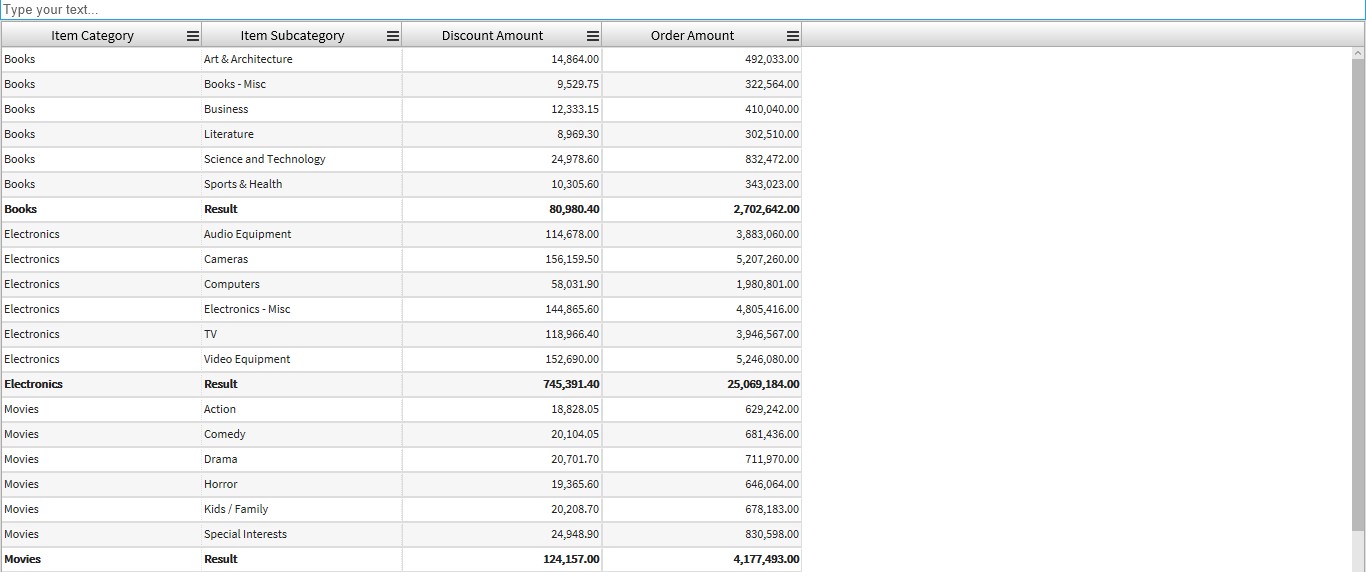 Type your text...
Item Category Item Subcategory Discount Amount Order Amount
Books Art & Architecture 14,864.00 492,033.00
Books Books - Misc 9,529.75 322,564.00
Books Business 12,333.15 410,040.00
Books Literature 8,969.30 302,510.00
Books Science and Technology 24,978.60 832,472.00
Books Sports & Health 10,305.60 343,023.00
Books Result 80,980.40 2,702,642.00
Electronics Audio Equipment 114,678.00 3,883,060.00
Electronics Cameras 156,159.50 5,207,260.00
Electronics Computers 58,031.90 1,980,801.00
Electronics Electronics - Misc 144,865.60 4,805,416.00
Electronics TV 118,966.40 3,946,567.00
Electronics Video Equipment 152,690.00 5,246,080.00
Electronics Result 745,391.40 25,069,184.00
Movies Action 18,828.05 629,242.00
Movies Comedy 20,104.05 681,436.00
Movies Drama 20,701.70 711,970.00
Movies Horror 19,365.60 646,064.00
Movies Kids / Family 20,208.70 678,183.00
Movies Special Interests 24,948.90 830,598.00
Movies Result 124,157.00 4,177,493.00